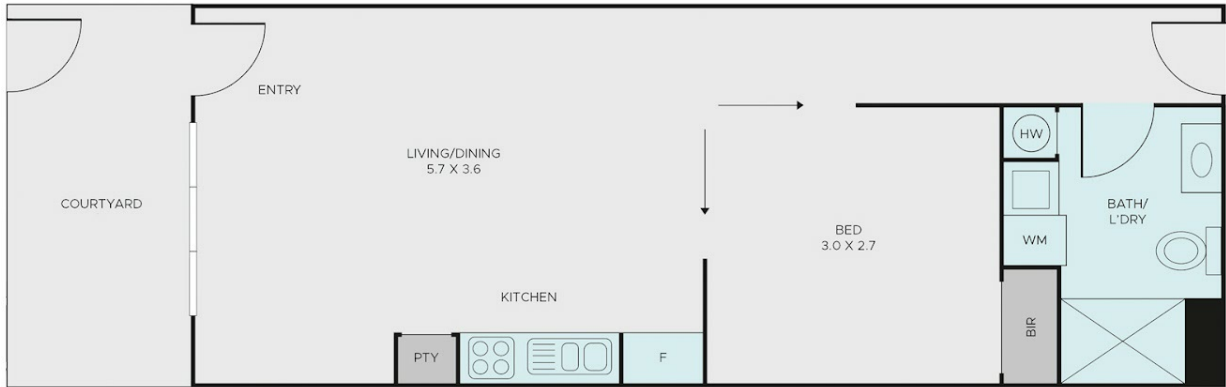 ENTRY
LIVING/DINING
5.7 X 3.6
COURTYARD
KITCHEN
PTY
F
BED
3.0 X 2.7
HW
WM
BATH/
L'DRY
BIR